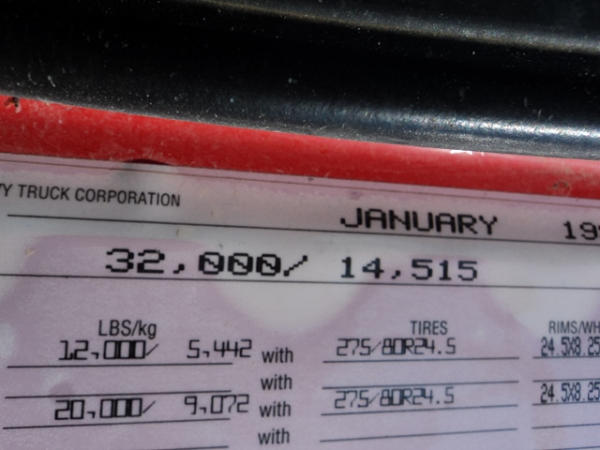 TRUCK CORPORATION
JANUARY
32,000/ 14,515
LBS/kg TIRES
12,000/ 5,442 with 275/80R24.5 24.5X8.25
with
20,000/ 9,072 with 275/80R24.5 24.5X8.25
with